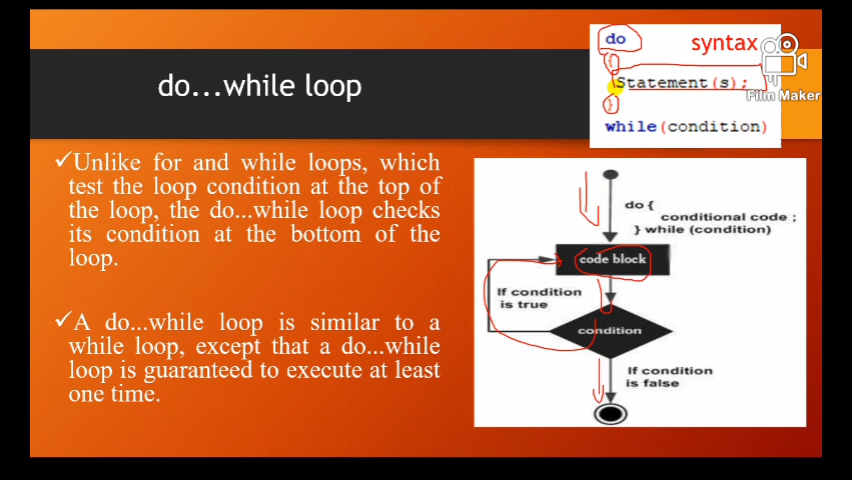 do
syntax
{
Statement(s);
}
while(condition)
Film Maker
do...while loop
✓Unlike for and while loops, which
test the loop condition at the top of
the loop, the do...while loop checks
its condition at the bottom of the
loop.
✓A do...while loop is similar to a
while loop, except that a do...while
loop is guaranteed to execute at least
one time.
do {
conditional code ;
} while (condition)
code block
If condition
is true
condition
If condition
is false